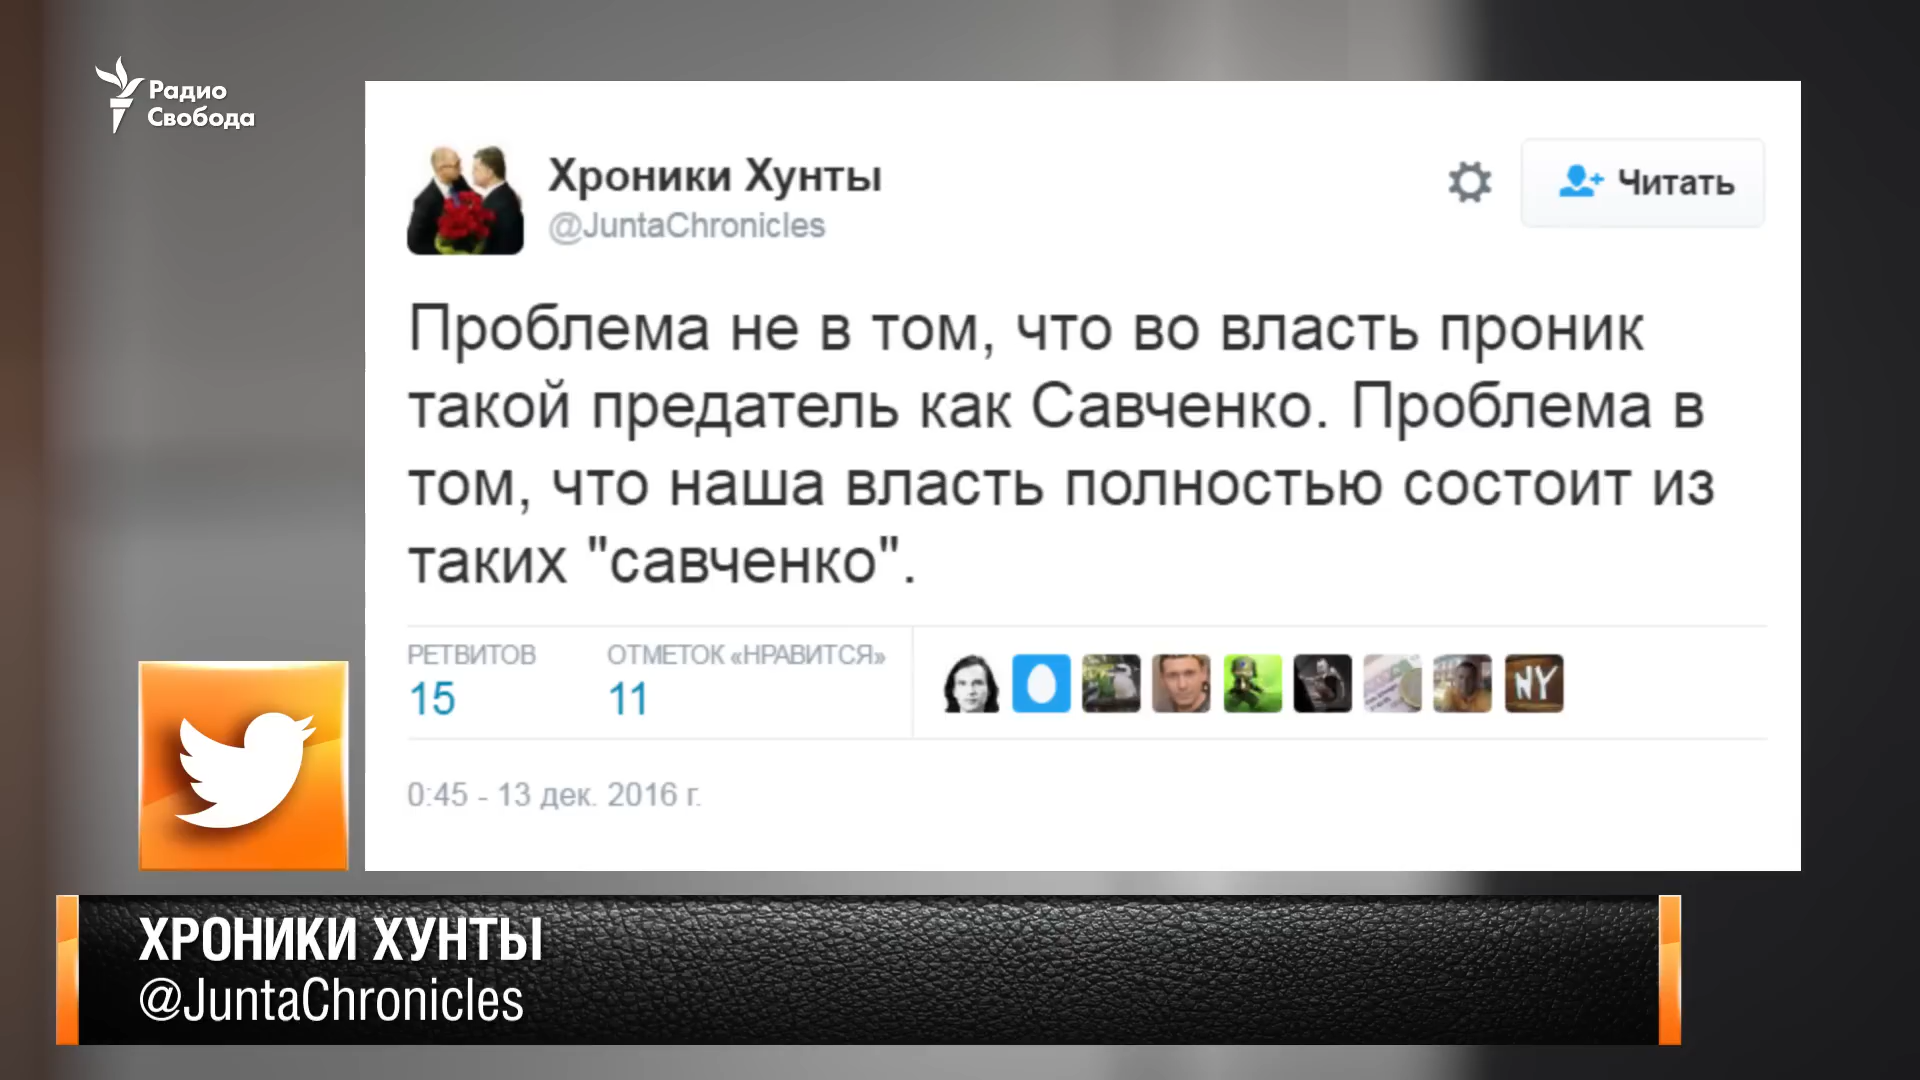 Радио
Свобода
Хроники Хунты
@JuntaChronicles
Читать
Проблема не в том, что во власть проник
такой предатель как Савченко. Проблема в
том, что наша власть полностью состоит из
таких "савченко".
РЕТВИТОВ
15
ОТМЕТОК «НРАВИТСЯ»
11
NY
0:45 - 13 дек. 2016 г.
ХРОНИКИ ХУНТЫ
@JuntaChronicles